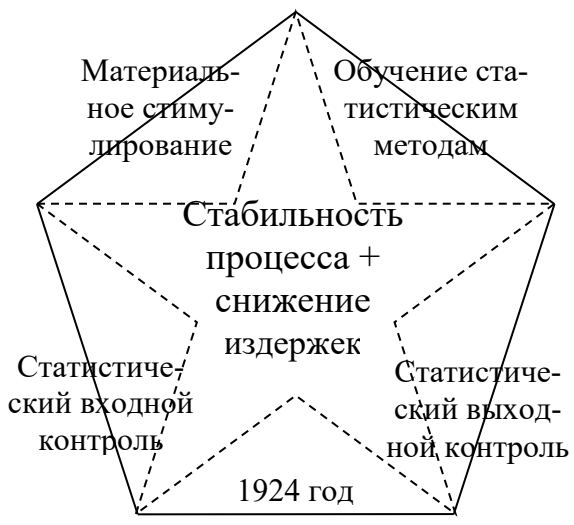 Материаль-
ное стиму-
лирование
Обучение ста-
тистическим
методам
Стабильность
процесса +
снижение
издержек
Статистиче-
ский входной
контроль
Статистиче-
ский выход-
ной контроль
1924 год